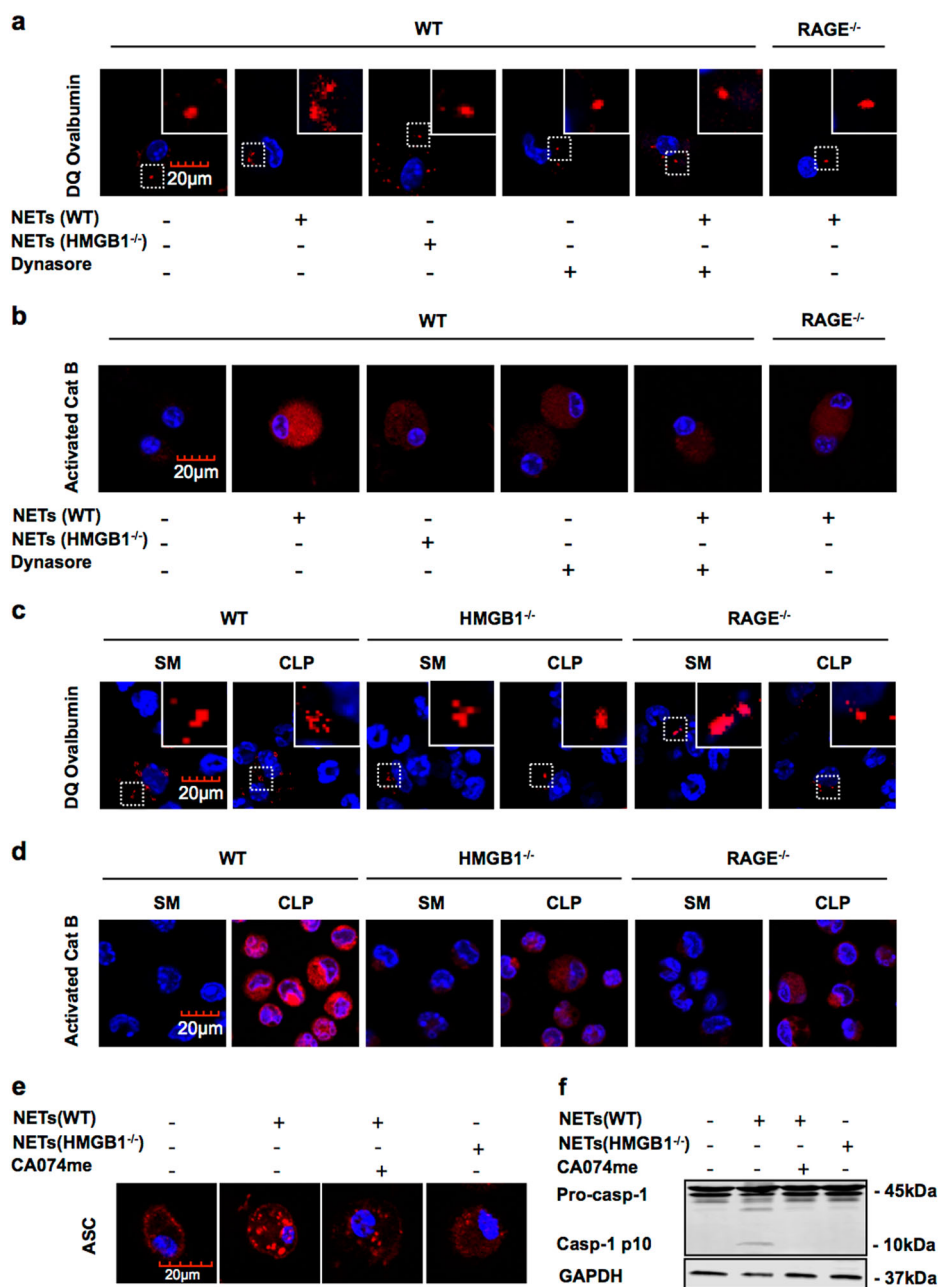 a
WT RAGE-/-
DQ Ovalbumin
20μm
NETs (WT) - + - - + +
NETs (HMGB1-/-) - - + - - -
Dynasore - - - + + -
b
WT RAGE-/-
Activated Cat B
20μm
NETs (WT) - + - - + +
NETs (HMGB1-/-) - - + - - -
Dynasore - - - + + -
c
WT HMGB1-/- RAGE-/-
SM CLP SM CLP SM CLP
DQ Ovalbumin
20μm
d
WT HMGB1-/- RAGE-/-
SM CLP SM CLP SM CLP
Activated Cat B
20μm
e
NETs(WT) - + + -
NETs(HMGB1-/-) - - - +
CA074me - - + -
ASC
20μm
f
NETs(WT) - + + -
NETs(HMGB1-/-) - - - +
CA074me - - + -
Pro-casp-1 - 45kDa
Casp-1 p10 - 10kDa
GAPDH - 37kDa